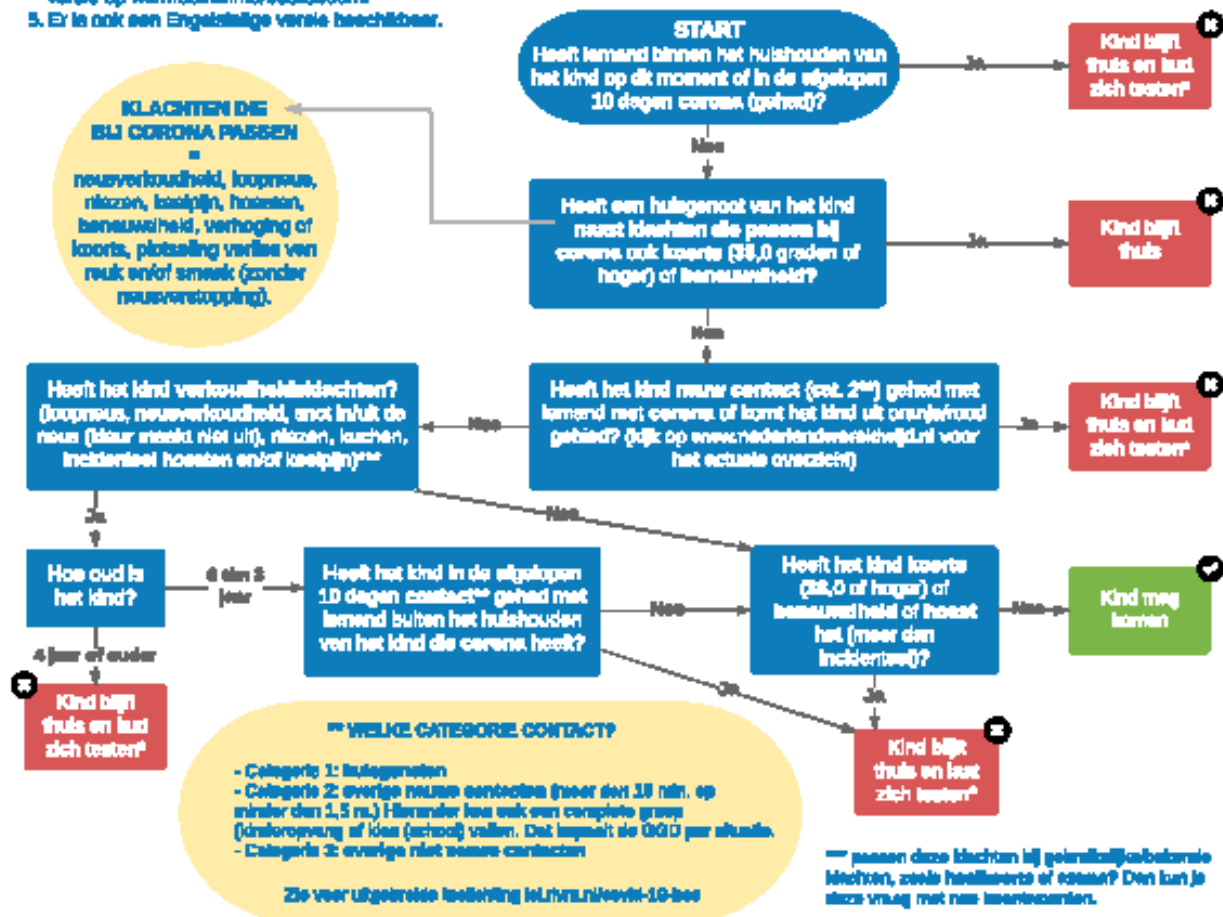 5. Er is ook een Engelstalige versie beschikbaar.
START
Heeft iemand binnen het huishouden van
het kind op dit moment of in de afgelopen
10 dagen corona (gehad)?
Ja
Kind blijft
thuis en laat
zich testen*
KLACHTEN DIE
BIJ CORONA PASSEN
=
neusverkoudheid, loopneus,
niezen, keelpijn, hoesten,
benauwdheid, verhoging of
koorts, plotseling verlies van
reuk en/of smaak (zonder
neusverstopping).
Nee
Heeft een huisgenoot van het kind
naast klachten die passen bij
corona ook koorts (38,0 graden of
hoger) of benauwdheid?
Ja
Kind blijft
thuis
Nee
Heeft het kind verkoudheidsklachten?
(loopneus, neusverkoudheid, snot in/uit de
neus (kleur maakt niet uit), niezen, kuchen,
incidenteel hoesten en/of keelpijn)***
Nee
Heeft het kind nauw contact (cat. 2**) gehad met
iemand met corona of komt het kind uit oranje/rood
gebied? (kijk op www.nederlandwereldwijd.nl voor
het actuele overzicht)
Ja
Kind blijft
thuis en laat
zich testen*
Ja
Nee
Hoe oud is
het kind?
jaar
Heeft het kind in de afgelopen
10 dagen contact** gehad met
iemand buiten het huishouden
van het kind die corona heeft?
Nee
Heeft het kind koorts
(38,0 of hoger) of
benauwdheid of hoest
het (meer dan
incidenteel)?
Nee
Kind mag
komen
4 jaar of ouder
Kind blijft
thuis en laat
zich testen*
Ja
Ja
Kind blijft
thuis en laat
zich testen*
** WELKE CATEGORIE CONTACT?
- Categorie 1: huisgenoten
- Categorie 2: overige nauwe contacten (meer dan 15 min. op
minder dan 1,5 m.) Hieronder kan ook een complete groep
(kinderopvang of klas (school) vallen. Dat bepaalt de GGD per situatie.
- Categorie 3: overige niet nauwe contacten
Zie voor uitgebreide toelichting lci.rivm.nl/covid-19-bco
*** passen deze klachten bij gebruikelijke/bekende
klachten, zoals hooikoorts of astma? Dan kun je
deze vraag met nee beantwoorden.